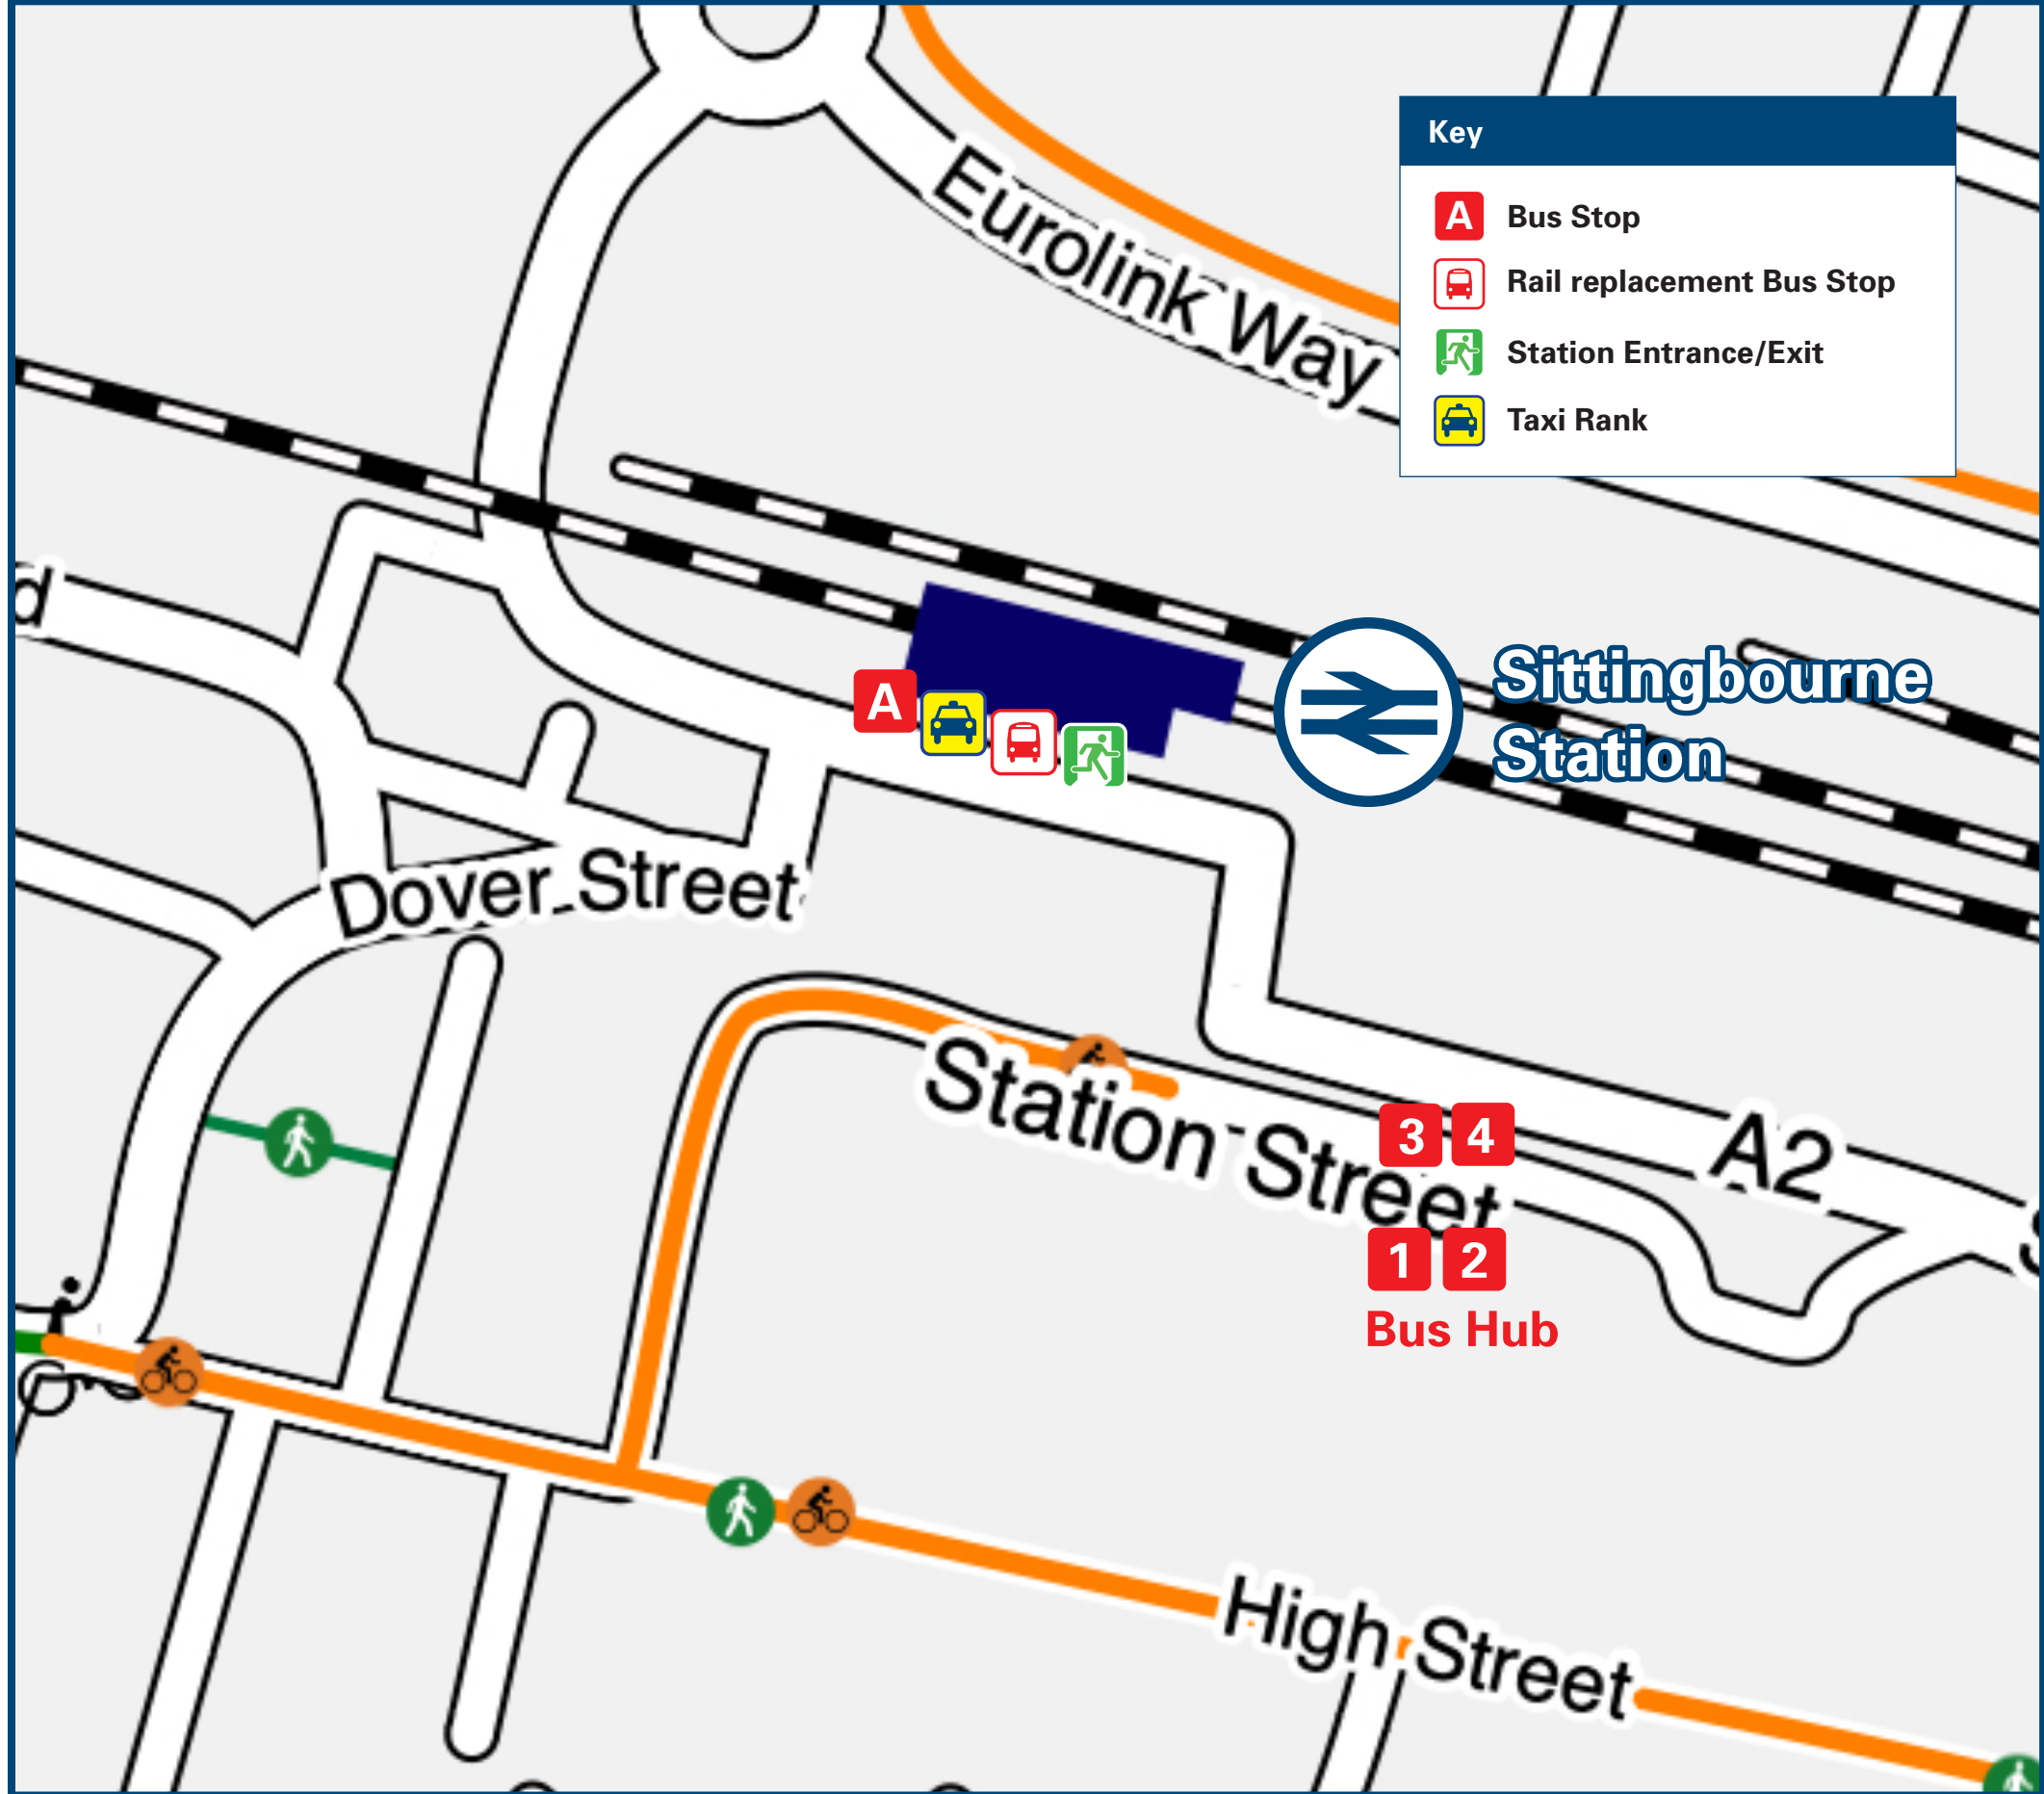 Key
A Bus Stop
Rail replacement Bus Stop
Station Entrance/Exit
Taxi Rank
Eurolink Way
d
Sittingbourne
Station
A
Dover Street
Station Street
A2
3 4
1 2
Bus Hub
High Street